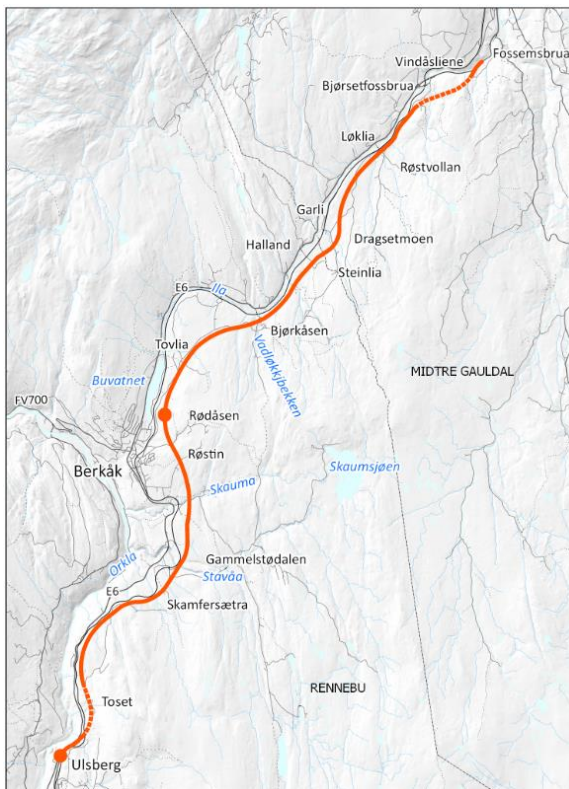 Vindåsliene
Fossemsbrua
Bjørsetfossbrua
Løklia
Røstvollan
Garli
Halland
Dragsetmoen
Steinlia
E6
Ila
Bjørkåsen
Tovlia
Vadløkkjbekken
MIDTRE GAULDAL
Buvatnet
FV700
Rødåsen
Røstin
Berkåk
Skaumsjøen
Skauma
Orkla
Gammelstødalen
Stavåa
E6
Skamfersætra
RENNEBU
Toset
Ulsberg